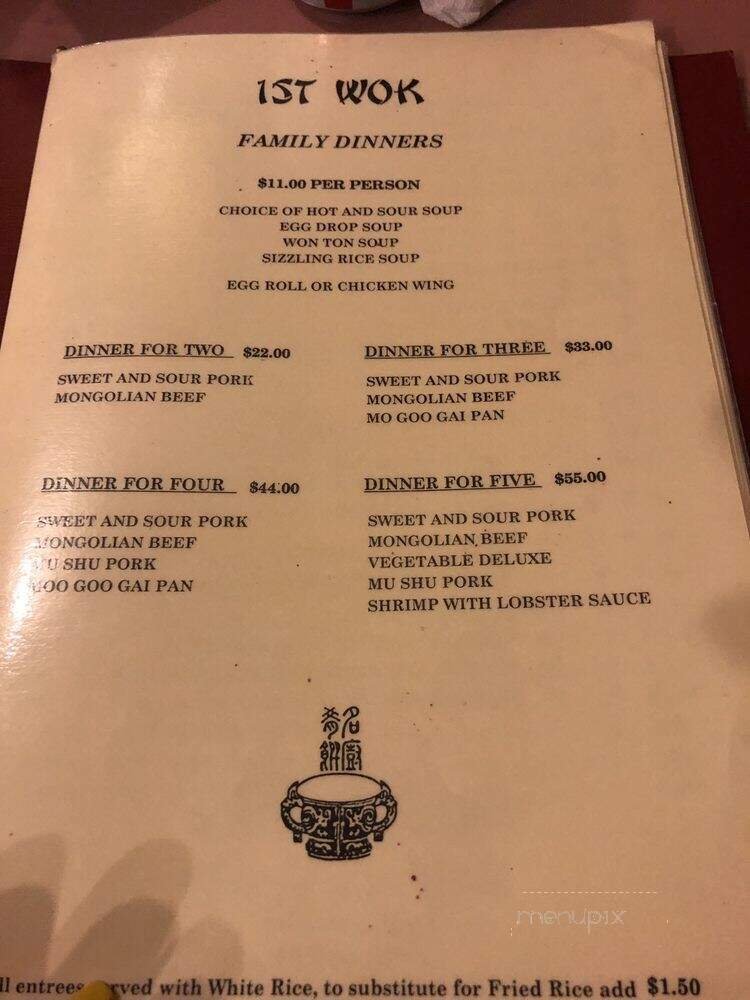 1ST WOK
FAMILY DINNERS
$11.00 PER PERSON
CHOICE OF HOT AND SOUR SOUP
EGG DROP SOUP
WON TON SOUP
SIZZLING RICE SOUP
EGG ROLL OR CHICKEN WING
DINNER FOR TWO $22.00
SWEET AND SOUR PORK
MONGOLIAN BEEF
DINNER FOR THREE $33.00
SWEET AND SOUR PORK
MONGOLIAN BEEF
MO GOO GAI PAN
DINNER FOR FOUR $44.00
SWEET AND SOUR PORK
MONGOLIAN BEEF
MU SHU PORK
MOO GOO GAI PAN
DINNER FOR FIVE $55.00
SWEET AND SOUR PORK
MONGOLIAN BEEF
VEGETABLE DELUXE
MU SHU PORK
SHRIMP WITH LOBSTER SAUCE
menupix
ll entrees rved with White Rice, to substitute for Fried Rice add $1.50